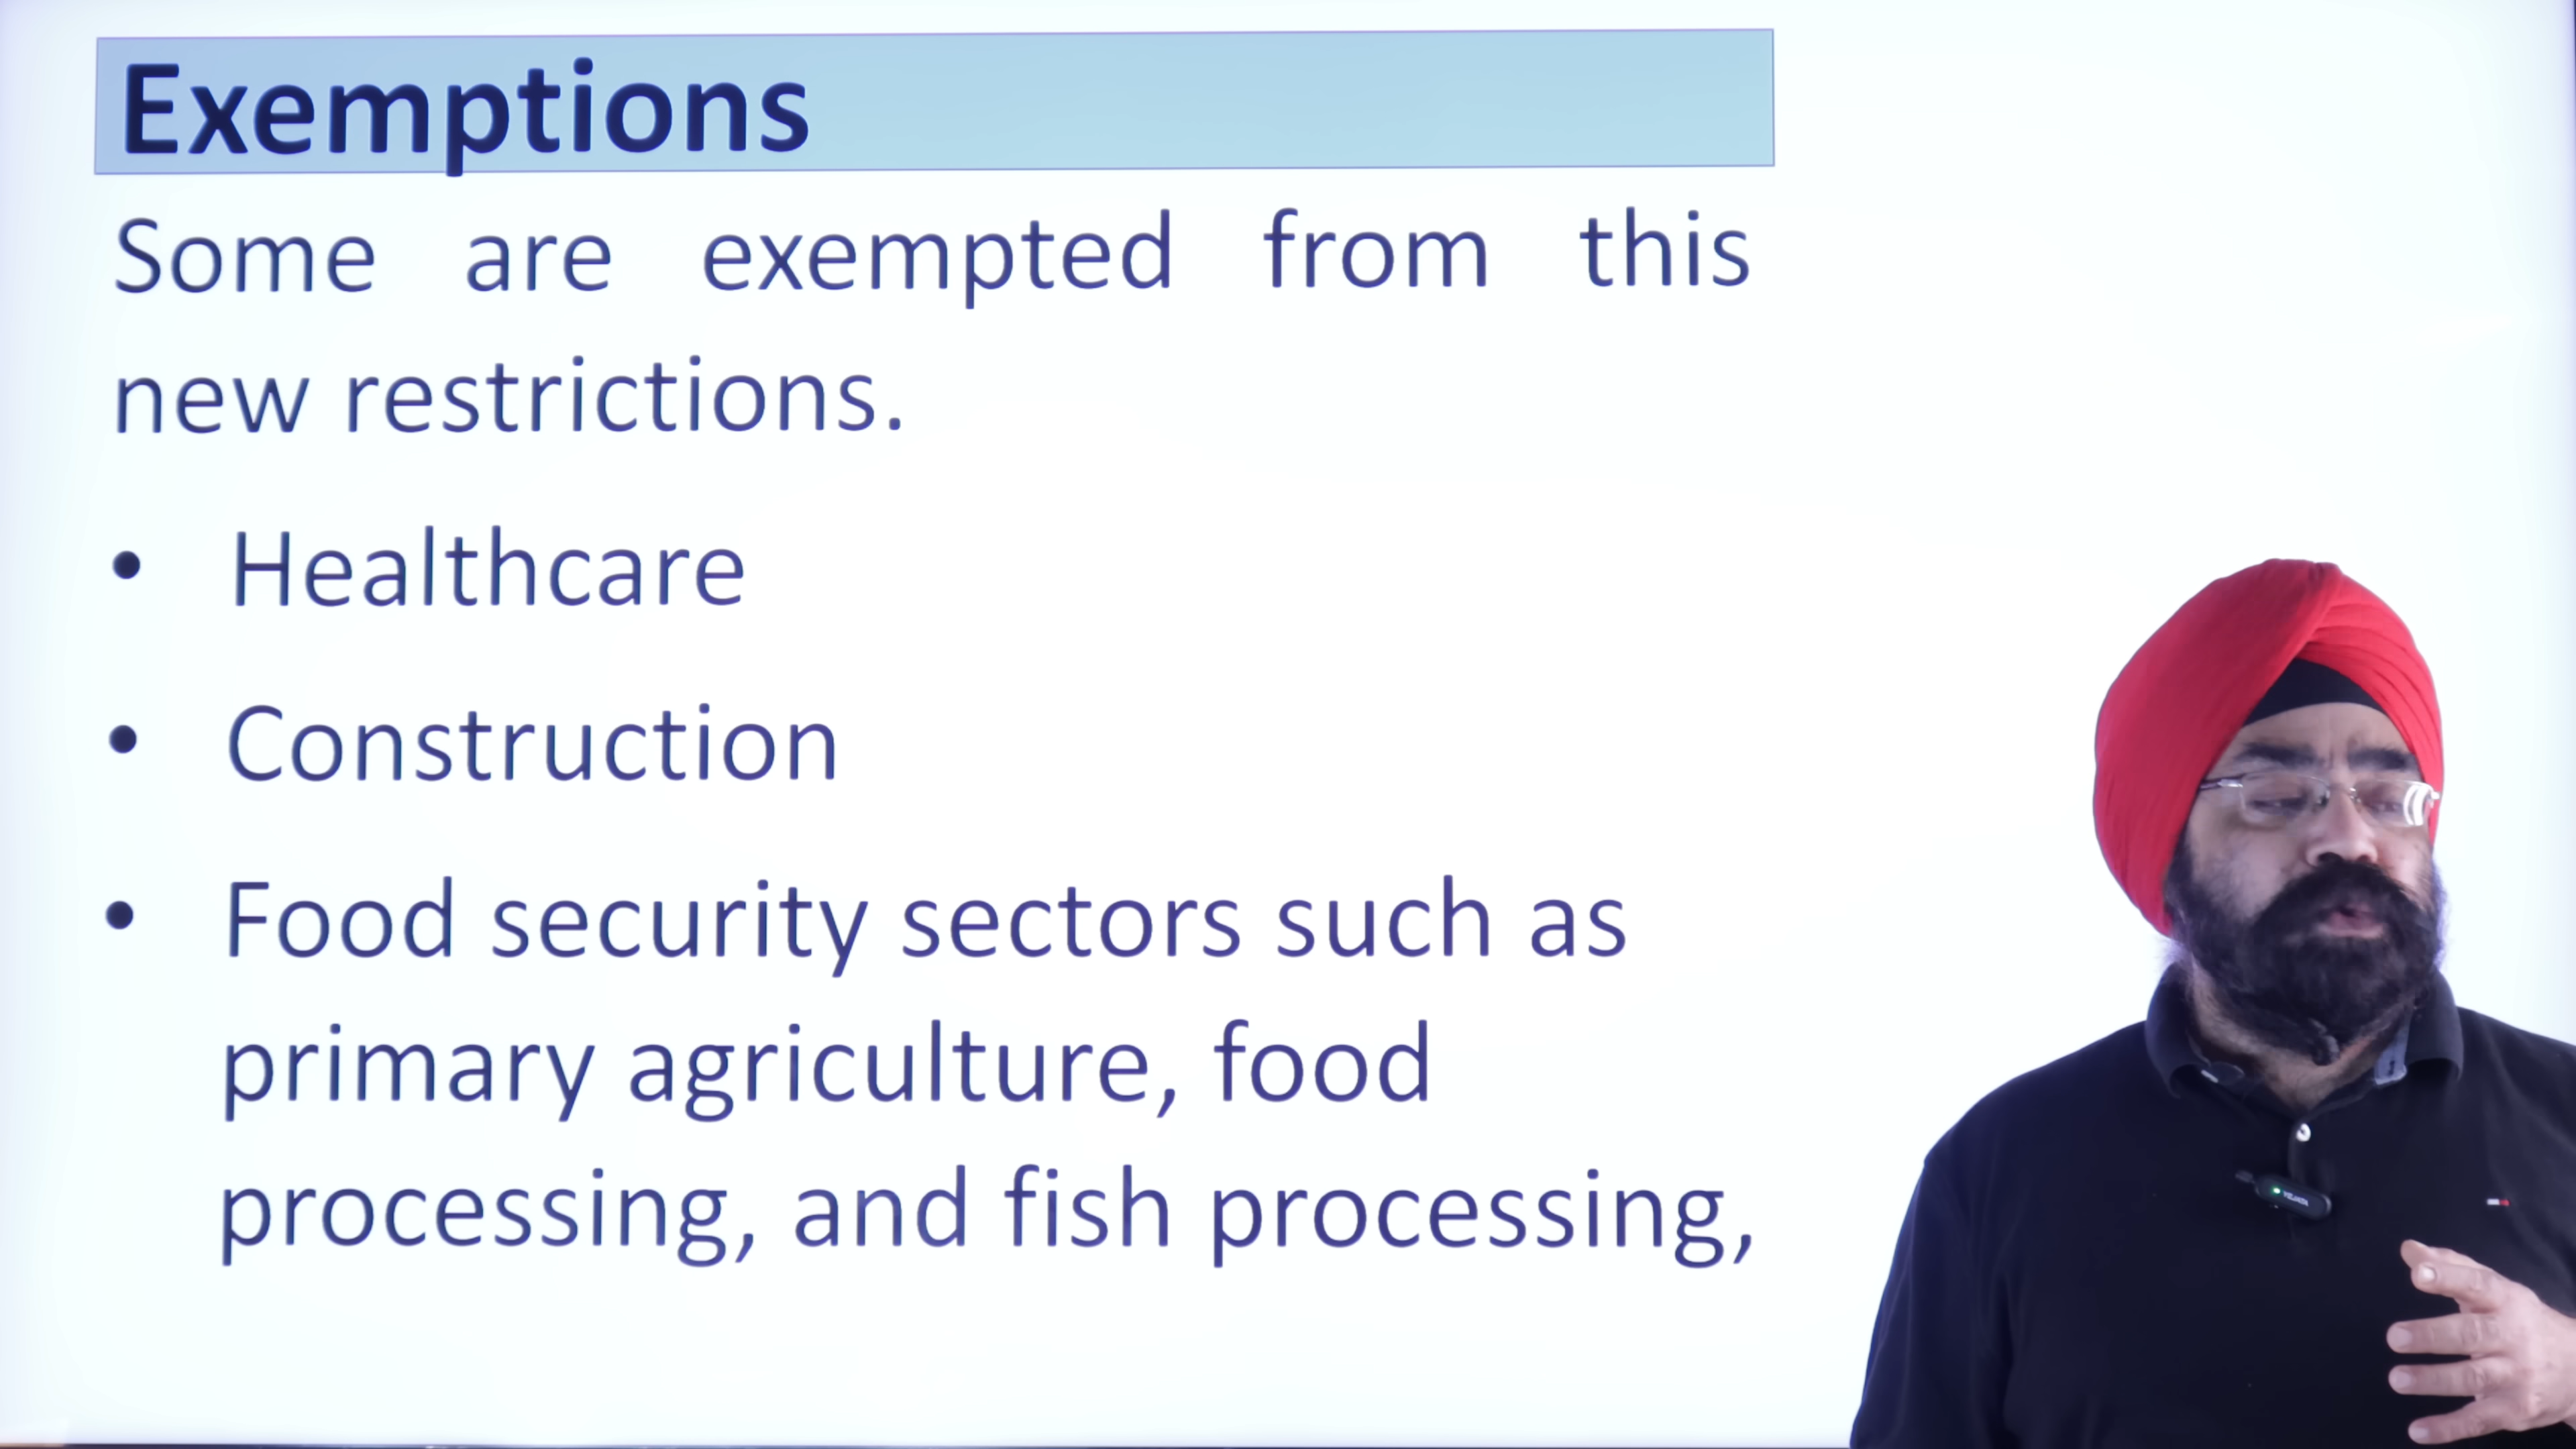 Exemptions
Some are exempted from this
new restrictions.
• Healthcare
• Construction
• Food security sectors such as
primary agriculture, food
processing, and fish processing,